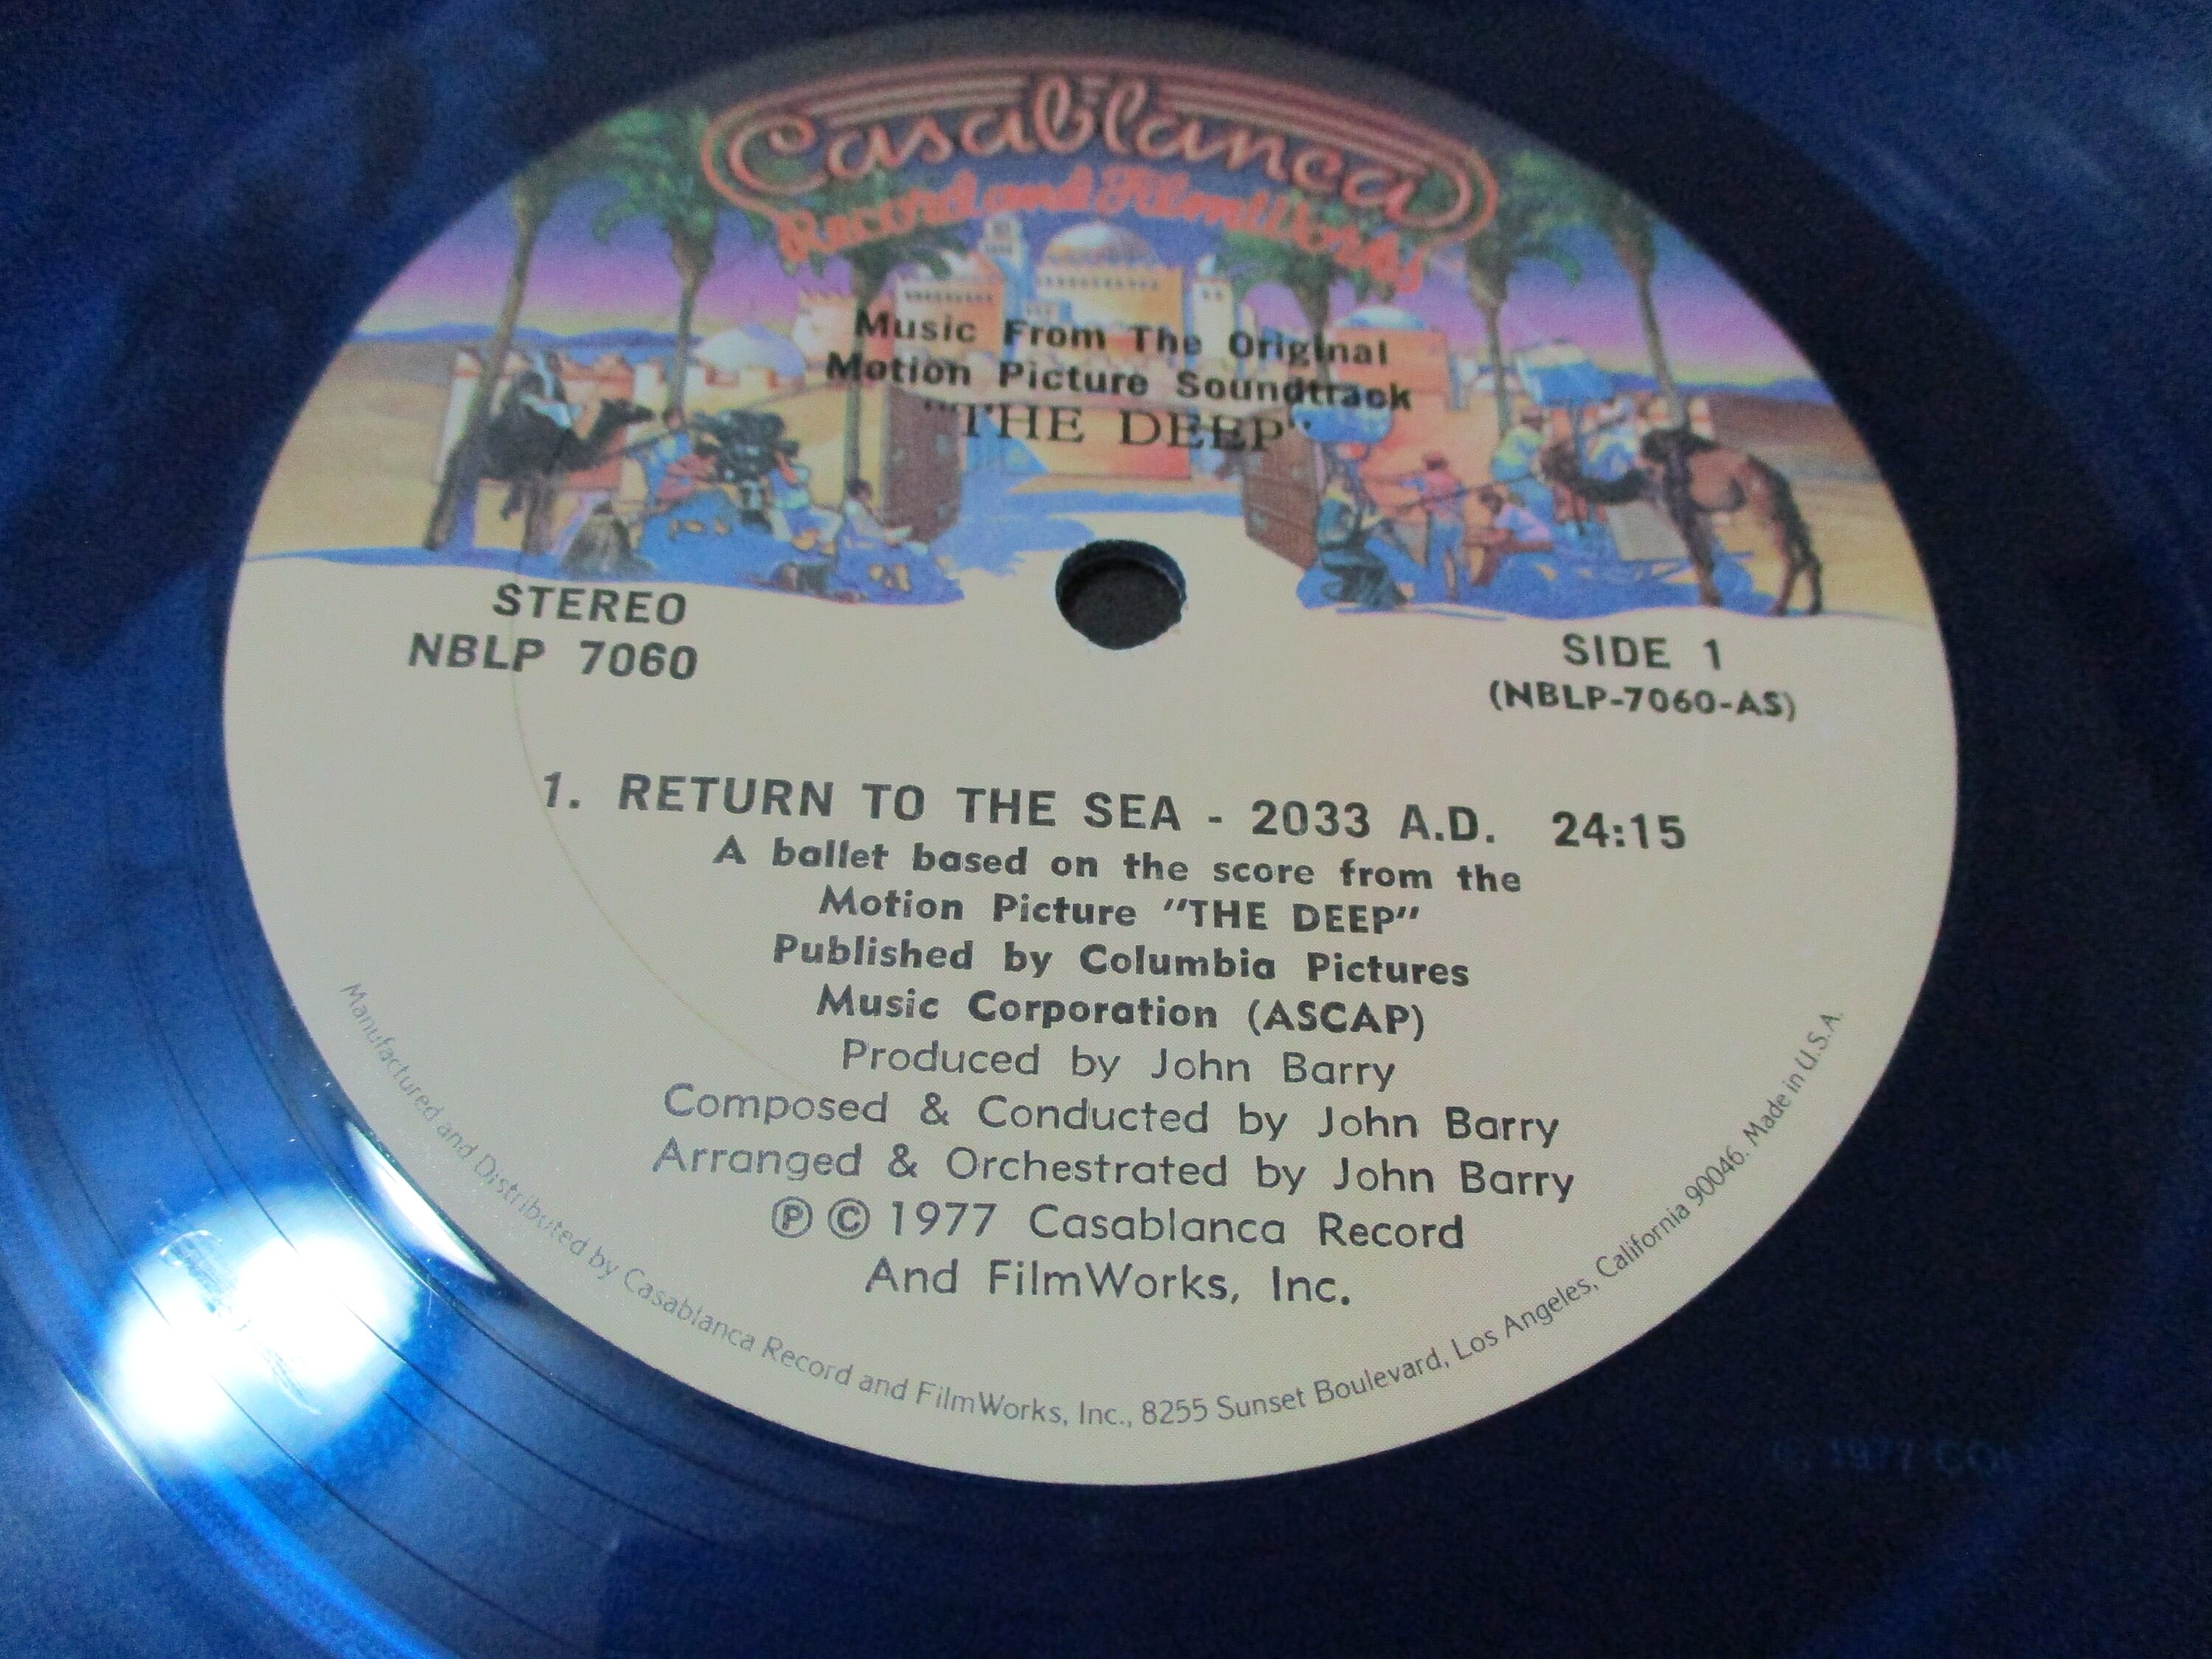 Casablanca
Record and FilmWorks
Music From The Original
Motion Picture Soundtrack
"THE DEEP"
STEREO
NBLP 7060
SIDE 1
(NBLP-7060-AS)
1. RETURN TO THE SEA - 2033 A.D. 24:15
A ballet based on the score from the
Motion Picture "THE DEEP"
Published by Columbia Pictures
Music Corporation (ASCAP)
Produced by John Barry
Composed & Conducted by John Barry
Arranged & Orchestrated by John Barry
Ⓟ © 1977 Casablanca Record
And FilmWorks, Inc.
Manufactured and Distributed by Casablanca Record and FilmWorks, Inc., 8255 Sunset Boulevard, Los Angeles, California 90046. Made in U.S.A.
© 1977